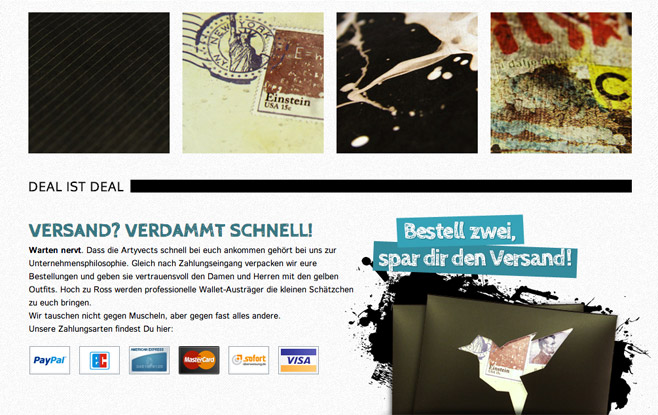 NEW YORK
N.Y.
E=M
Einstein
USA 15c
C
DEAL IST DEAL
VERSAND? VERDAMMT SCHNELL!
Warten nervt. Dass die Artyvects schnell bei euch ankommen gehört bei uns zur
Unternehmensphilosophie. Gleich nach Zahlungseingang verpacken wir eure
Bestellungen und geben sie vertrauensvoll den Damen und Herren mit den gelben
Outfits. Hoch zu Ross werden professionelle Wallet-Austräger die kleinen Schätzchen
zu euch bringen.
Wir tauschen nicht gegen Muscheln, aber gegen fast alles andere.
Unsere Zahlungsarten findest Du hier:
PayPal
EC
AMERICAN EXPRESS
MasterCard
sofort
überweisung
VISA
Bestell zwei,
spar dir den Versand!
Einstein